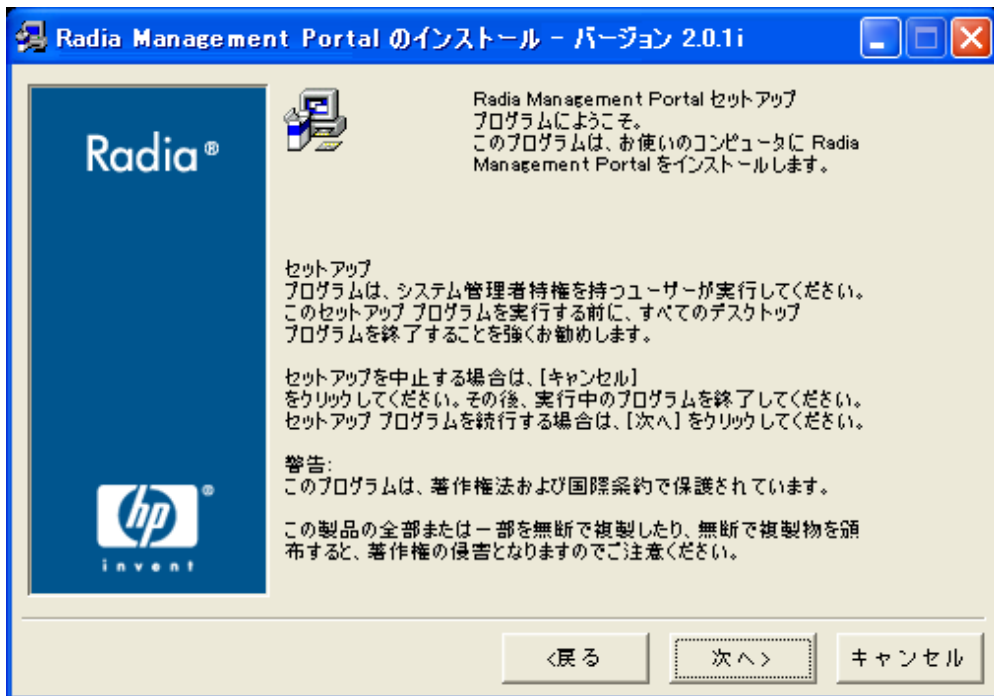 Radia Management Portal のインストール - バージョン 2.0.1i
Radia®
Radia Management Portal セットアップ
プログラムにようこそ。
このプログラムは、お使いのコンピュータに Radia
Management Portal をインストールします。
セットアップ
プログラムは、システム管理者特権を持つユーザーが実行してください。
このセットアップ プログラムを実行する前に、すべてのデスクトップ
プログラムを終了することを強くお勧めします。
セットアップを中止する場合は、[キャンセル]
をクリックしてください。その後、実行中のプログラムを終了してください。
セットアップ プログラムを続行する場合は、[次へ] をクリックしてください。
警告:
このプログラムは、著作権法および国際条約で保護されています。
この製品の全部または一部を無断で複製したり、無断で複製物を頒
布すると、著作権の侵害となりますのでご注意ください。
hp®
invent
<戻る
次へ>
キャンセル